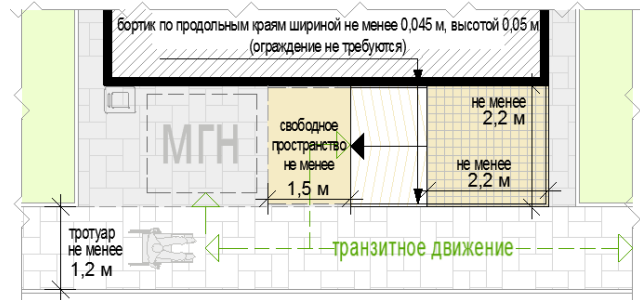 бортик по продольным краям шириной не менее 0,045 м, высотой 0,05 м
(ограждение не требуются)
МГН
свободное
пространство
не менее
1,5 м
не менее
2,2 м
не менее
2,2 м
тротуар
не менее
1,2 м
транзитное движение